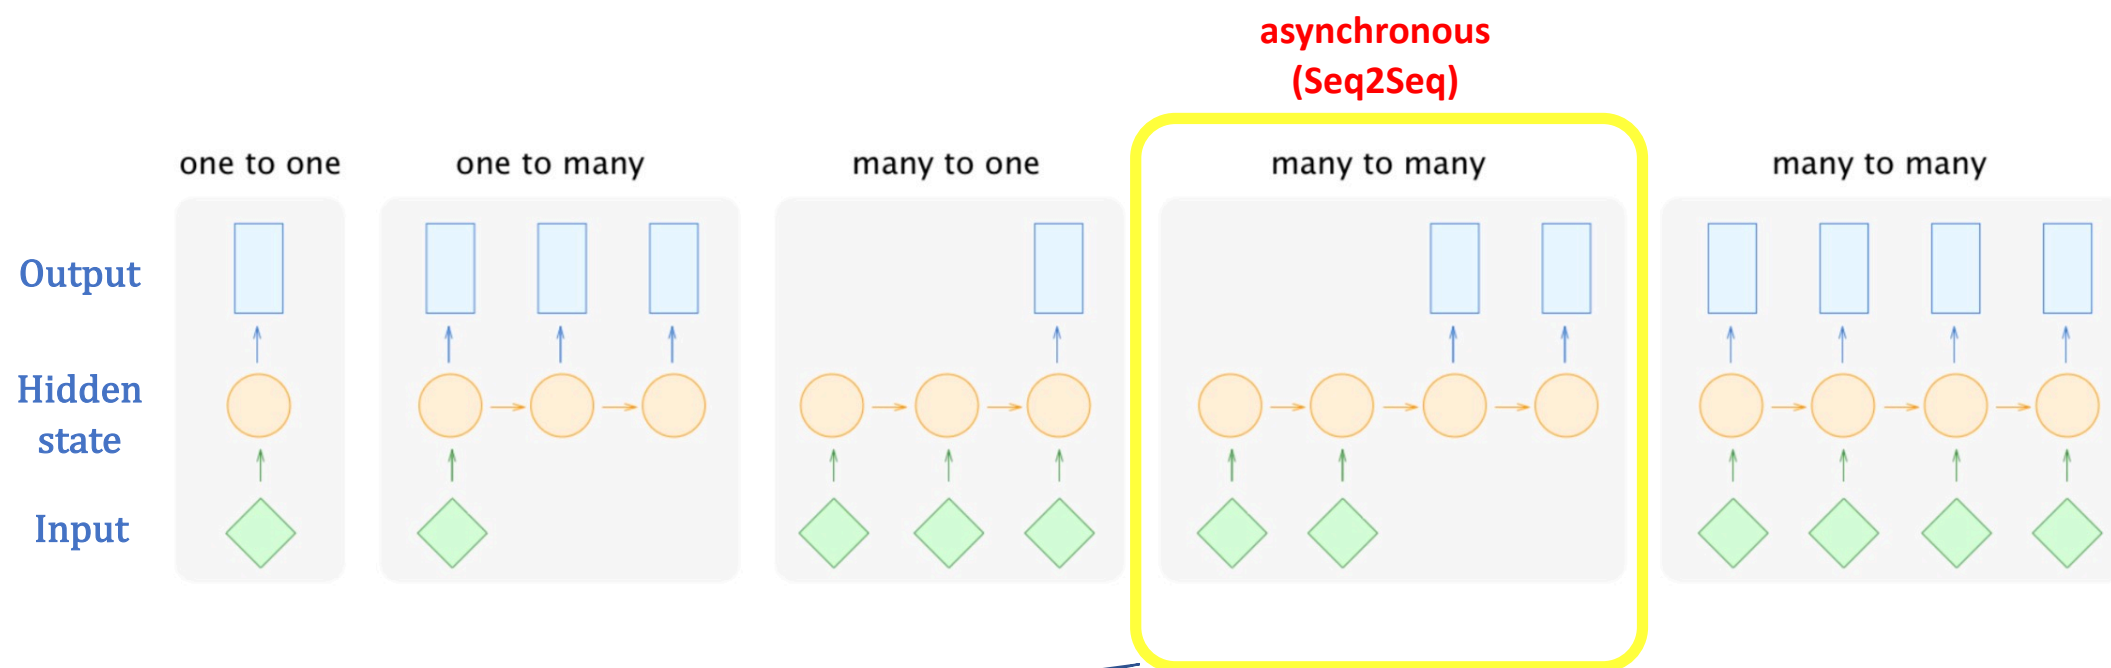 asynchronous
(Seq2Seq)
one to one
one to many
many to one
many to many
many to many
Output
Hidden
state
Input